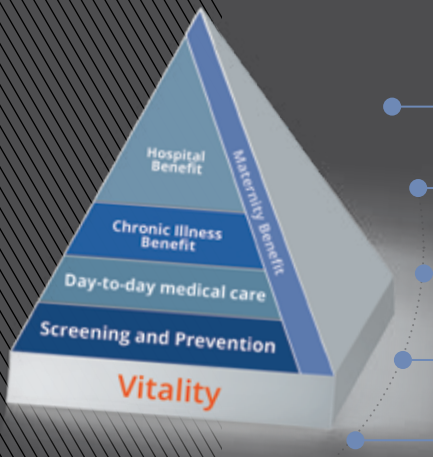 Hospital
Benefit
Maternity Benefit
Chronic Illness
Benefit
Day-to-day medical care
Screening and Prevention
Vitality